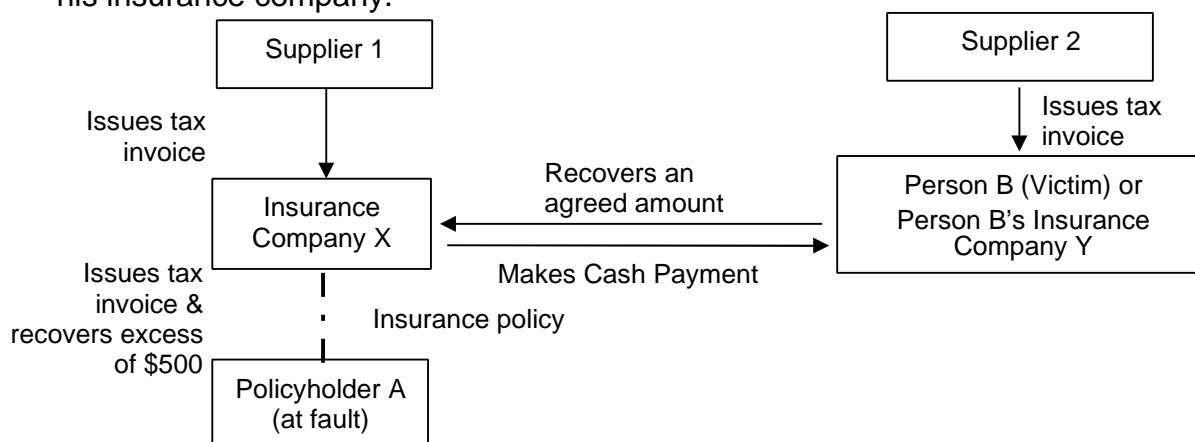 his insurance company.
Supplier 1
Supplier 2
Issues tax
invoice
Issues tax
invoice
Recovers an
agreed amount
Insurance
Company X
Person B (Victim) or
Person B's Insurance
Company Y
Makes Cash Payment
Issues tax
invoice &
recovers excess
of $500
Insurance policy
Policyholder A
(at fault)